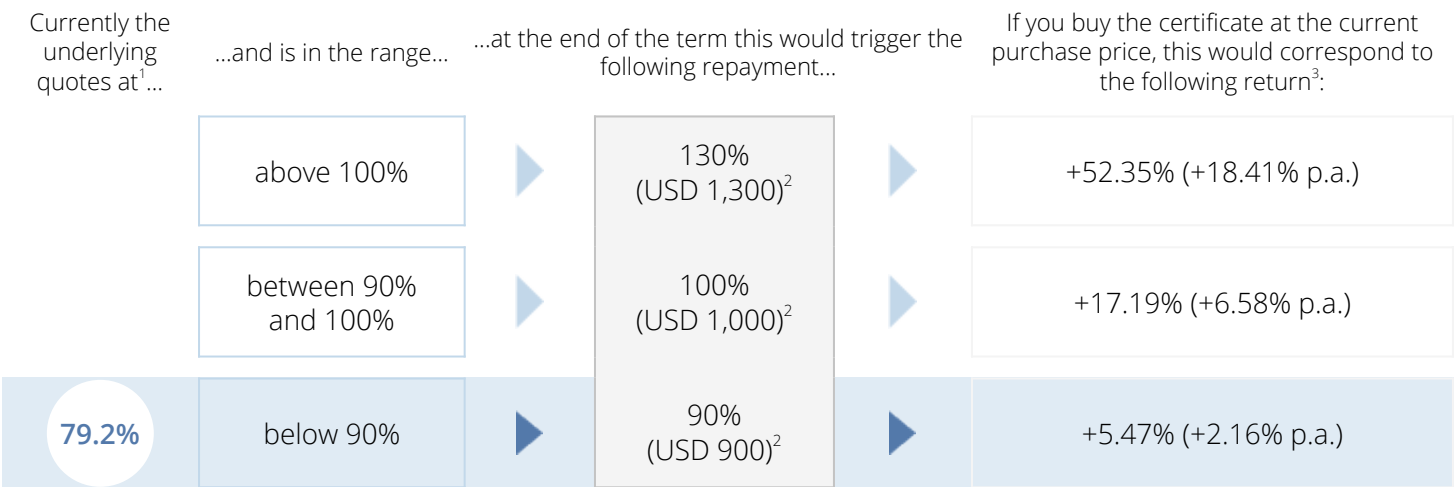 Currently the
underlying
quotes at¹...
...and is in the range...
...at the end of the term this would trigger the
following repayment...
If you buy the certificate at the current
purchase price, this would correspond to
the following return³:
above 100%
130%
(USD 1,300)²
+52.35% (+18.41% p.a.)
between 90%
and 100%
100%
(USD 1,000)²
+17.19% (+6.58% p.a.)
79.2%
below 90%
90%
(USD 900)²
+5.47% (+2.16% p.a.)